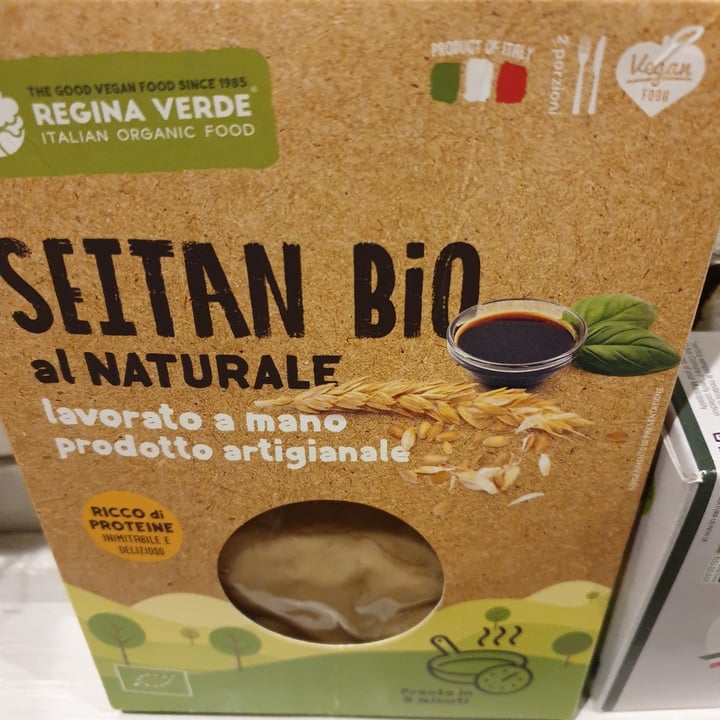 THE GOOD VEGAN FOOD SINCE 1985
REGINA VERDE®
ITALIAN ORGANIC FOOD
PRODUCT OF ITALY
2 porzioni
Vegan
FOOD
SEITAN BiO
al NATURALE
lavorato a mano
prodotto artigianale
RICCO di
PROTEINE
INIMITABILE E
DELIZIOSO
Pronto in
5 minuti